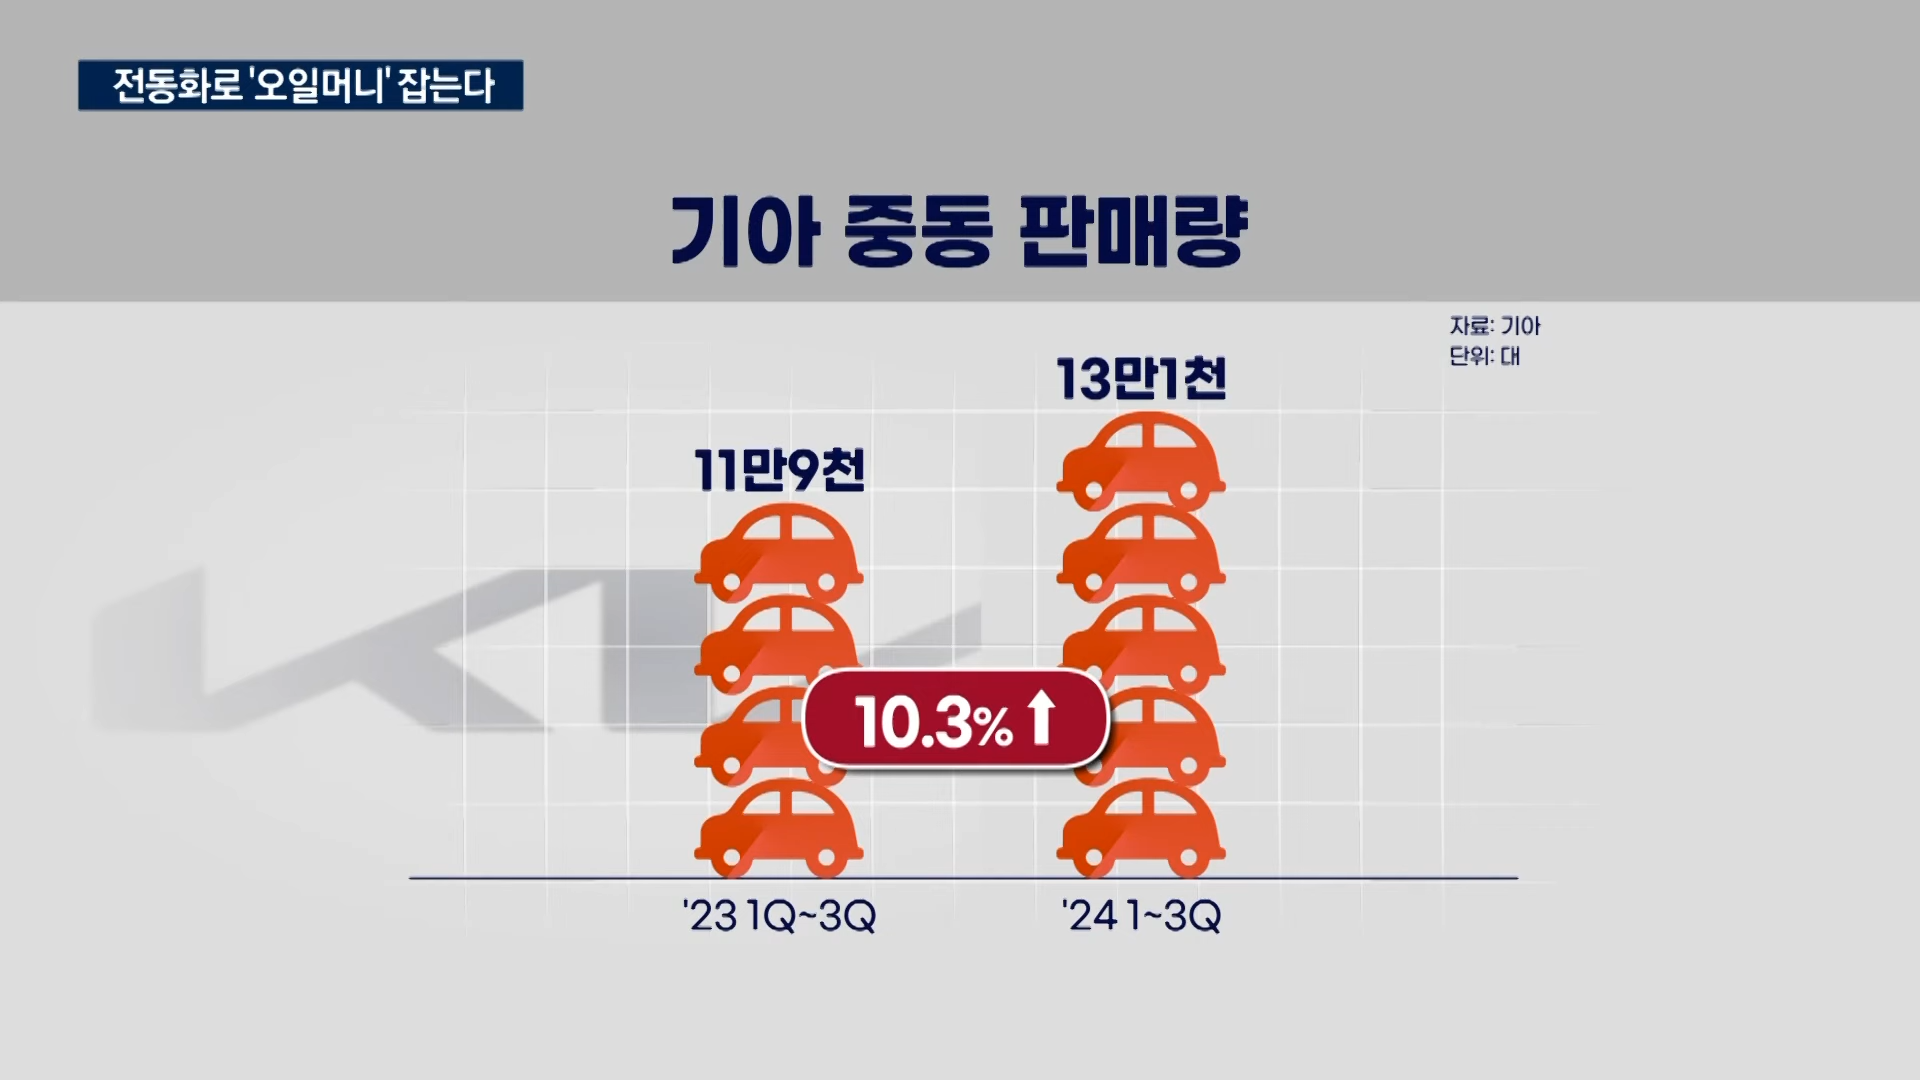 전동화로 '오일머니' 잡는다
기아 중동 판매량
자료: 기아
단위: 대
13만1천
11만9천
10.3%↑
'23 1Q~3Q
'24 1~3Q